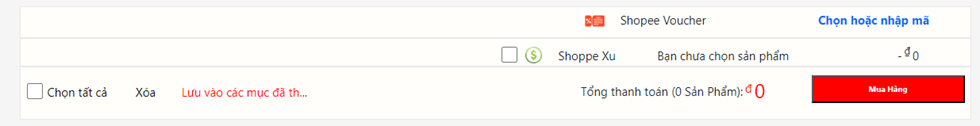 Shopee Voucher Chọn hoặc nhập mã
$ Shoppe Xu Bạn chưa chọn sản phẩm - đ 0
Chọn tất cả Xóa Lưu vào các mục đã th... Tổng thanh toán (0 Sản Phẩm): đ 0 Mua Hàng